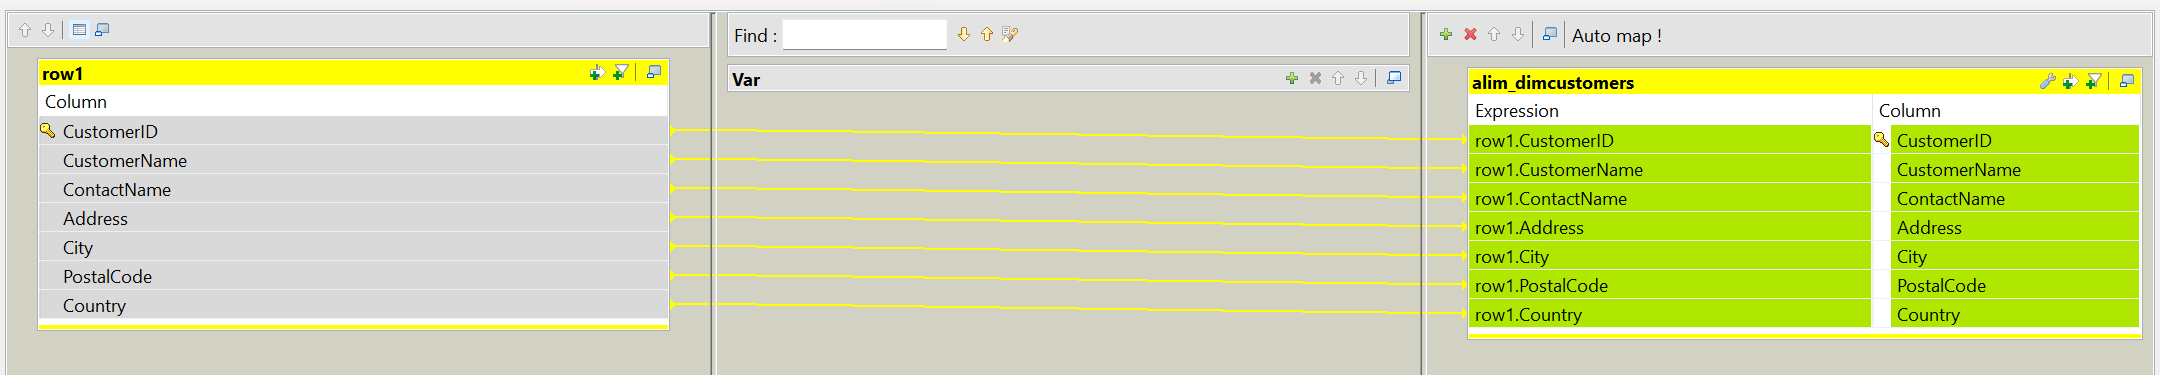 row1
Column
CustomerID
CustomerName
ContactName
Address
City
PostalCode
Country
Find :
Var
Auto map !
alim_dimcustomers
Expression Column
row1.CustomerID CustomerID
row1.CustomerName CustomerName
row1.ContactName ContactName
row1.Address Address
row1.City City
row1.PostalCode PostalCode
row1.Country Country